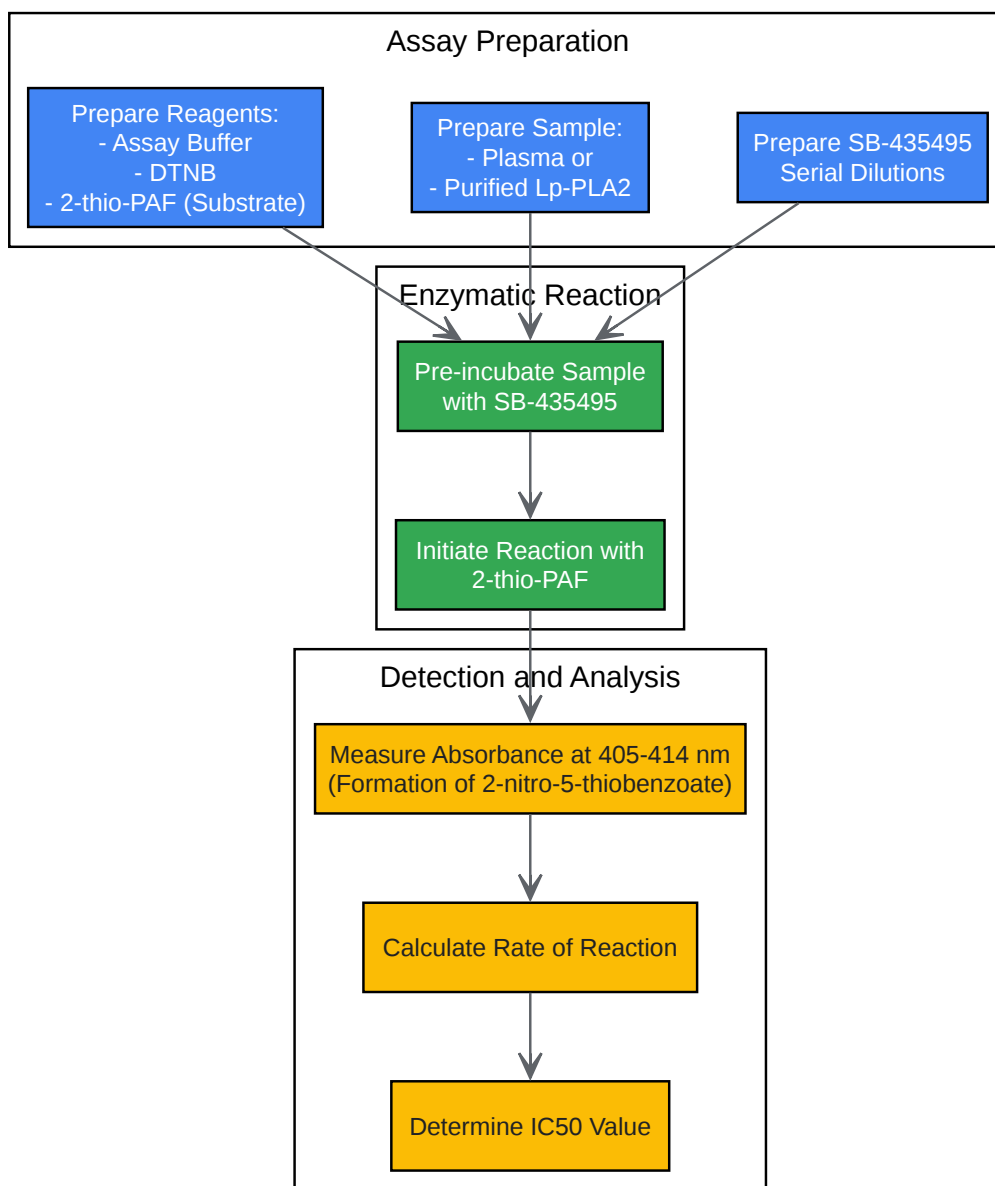 Assay Preparation
Prepare Reagents:
- Assay Buffer
- DTNB
- 2-thio-PAF (Substrate)
Prepare Sample:
- Plasma or
- Purified Lp-PLA2
Prepare SB-435495
Serial Dilutions
Enzymatic Reaction
Pre-incubate Sample
with SB-435495
Initiate Reaction with
2-thio-PAF
Detection and Analysis
Measure Absorbance at 405-414 nm
(Formation of 2-nitro-5-thiobenzoate)
Calculate Rate of Reaction
Determine IC50 Value